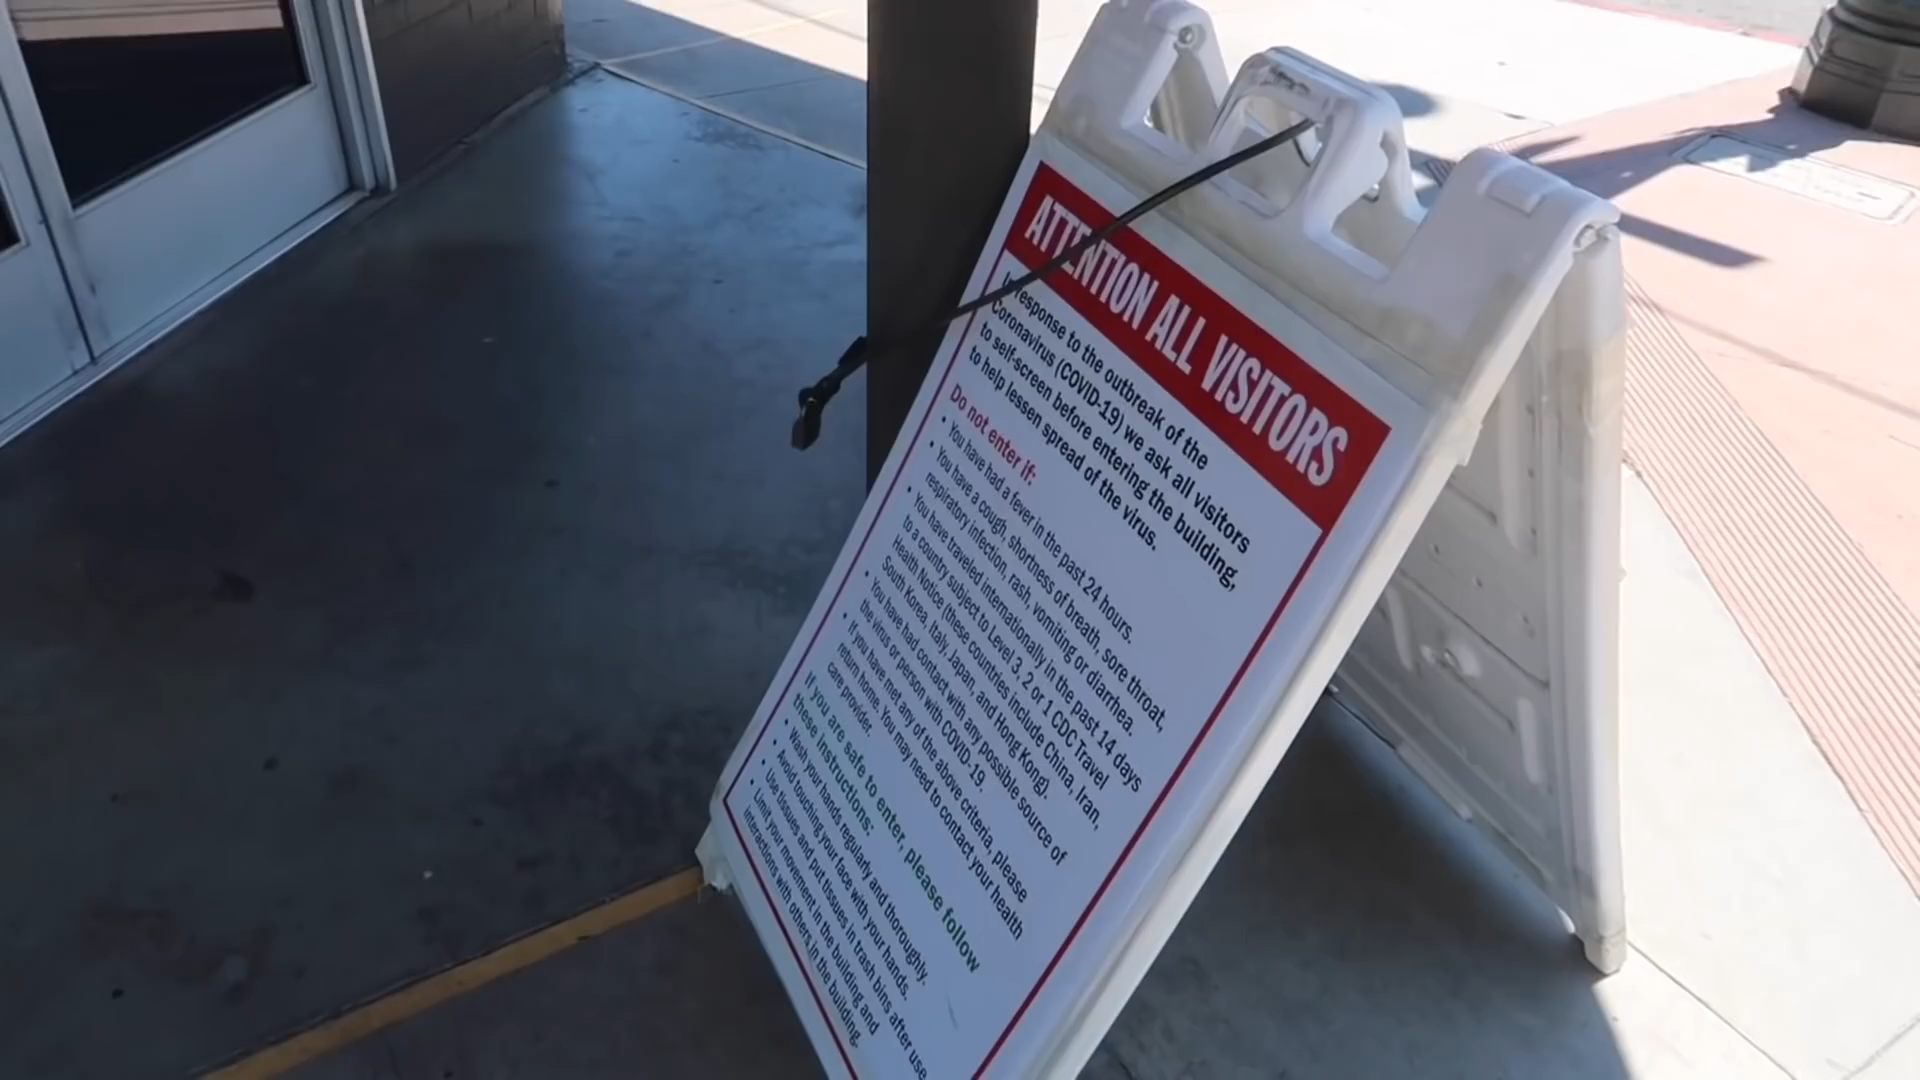 ATTENTION ALL VISITORS
In response to the outbreak of the
Coronavirus (COVID-19) we ask all visitors
to self-screen before entering the building,
to help lessen spread of the virus.
Do not enter if:
• You have had a fever in the past 24 hours.
• You have a cough, shortness of breath, sore throat,
respiratory infection, rash, vomiting or diarrhea.
• You have traveled internationally in the past 14 days
to a country subject to Level 3, 2 or 1 CDC Travel
Health Notice (these countries include China, Iran,
South Korea, Italy, Japan, and Hong Kong).
• You have had contact with any possible source of
the virus or person with COVID-19.
• If you have met any of the above criteria, please
return home. You may need to contact your health
care provider.
If you are safe to enter, please follow
these instructions:
• Wash your hands regularly and thoroughly.
• Avoid touching your face with your hands.
• Use tissues and put tissues in trash bins after use
• Limit your movement in the building and
interactions with others in the building.